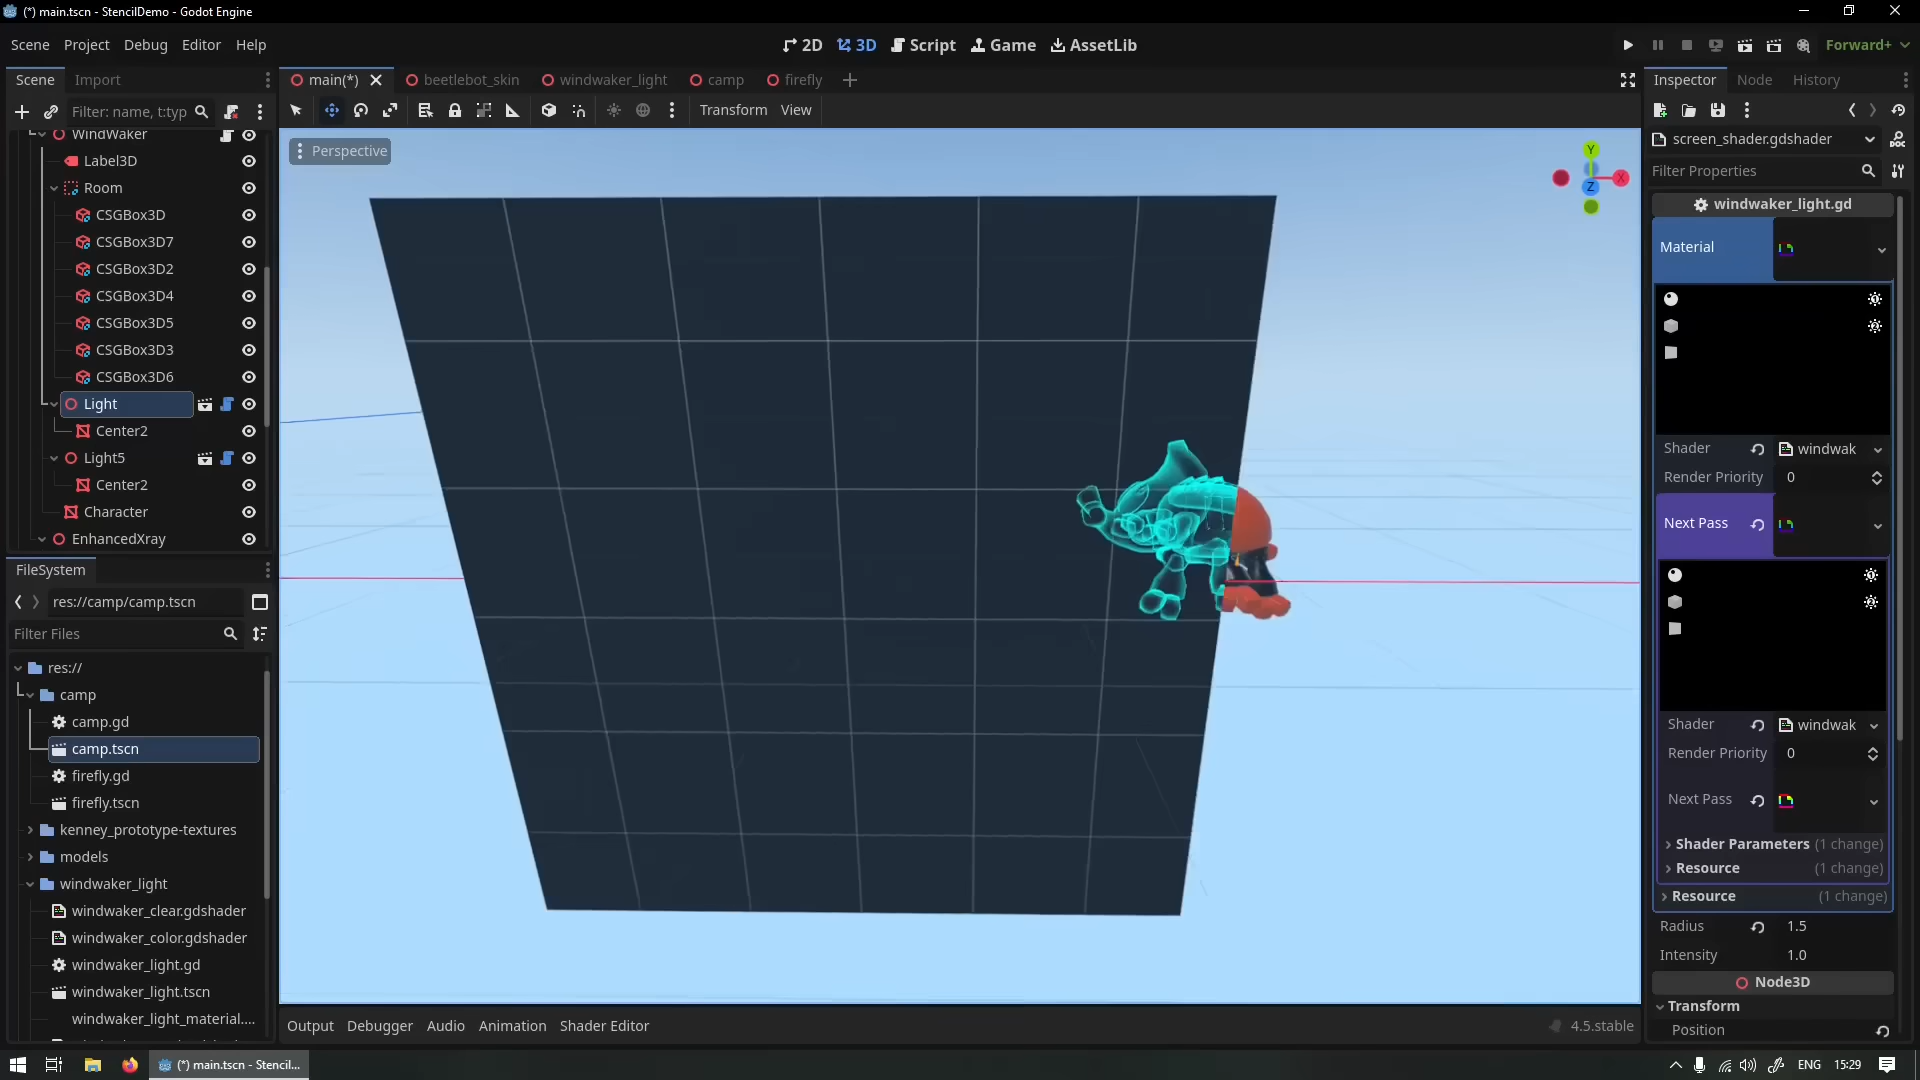 (*) main.tscn - StencilDemo - Godot Engine
Scene Project Debug Editor Help
2D 3D Script Game AssetLib
Forward+
Scene Import
Filter: name, t:typ
WindWaker
Label3D
Room
CSGBox3D
CSGBox3D7
CSGBox3D2
CSGBox3D4
CSGBox3D5
CSGBox3D3
CSGBox3D6
Light
Center2
Light5
Center2
Character
EnhancedXray
FileSystem
res://camp/camp.tscn
Filter Files
res://
camp
camp.gd
camp.tscn
firefly.gd
firefly.tscn
kenney_prototype-textures
models
windwaker_light
windwaker_clear.gdshader
windwaker_color.gdshader
windwaker_light.gd
windwaker_light.tscn
windwaker_light_material....
main(*) beetlebot_skin windwaker_light camp firefly
Transform View
Perspective
Y
X
Z
Output Debugger Audio Animation Shader Editor
4.5.stable
Inspector Node History
screen_shader.gdshader
Filter Properties
windwaker_light.gd
Material
Shader windwak
Render Priority 0
Next Pass
Shader windwak
Render Priority 0
Next Pass
Shader Parameters (1 change)
Resource (1 change)
Resource (1 change)
Radius 1.5
Intensity 1.0
Node3D
Transform
Position
(*) main.tscn - Stencil...
ENG 15:29